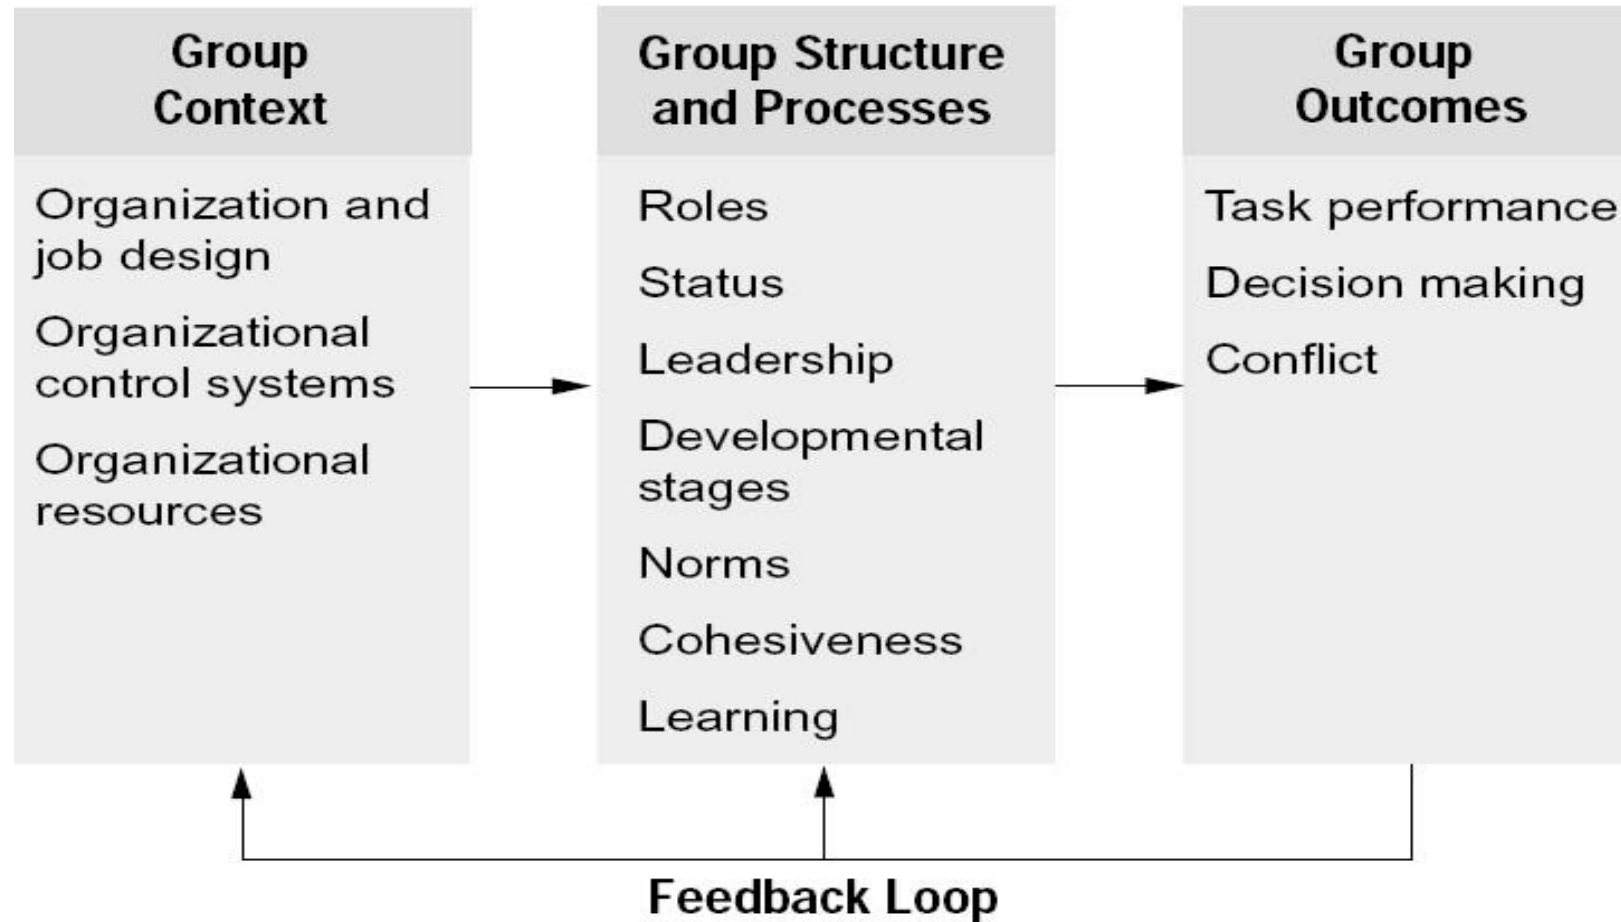 Group
Context
Organization and
job design
Organizational
control systems
Organizational
resources
Group Structure
and Processes
Roles
Status
Leadership
Developmental
stages
Norms
Cohesiveness
Learning
Group
Outcomes
Task performance
Decision making
Conflict
Feedback Loop